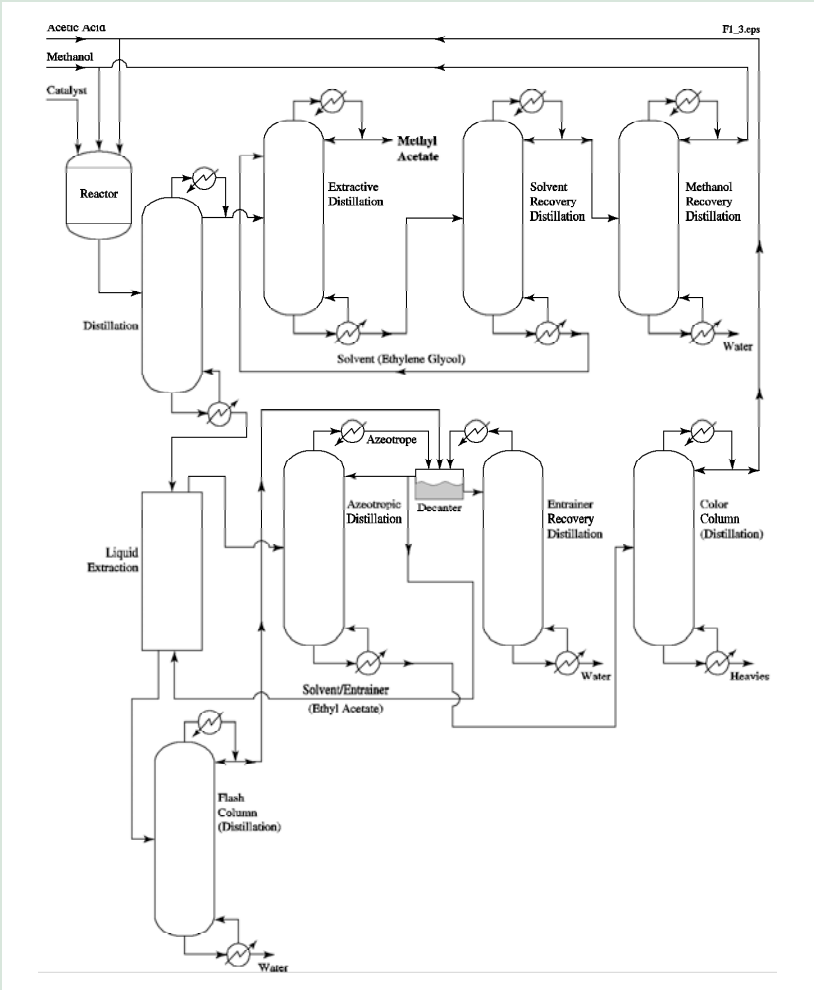 Acetic Acid
F1_3.eps
Methanol
Catalyst
Reactor
Methyl
Acetate
Extractive
Distillation
Solvent
Recovery
Distillation
Methanol
Recovery
Distillation
Distillation
Water
Solvent (Ethylene Glycol)
Azeotrope
Azeotropic
Distillation
Decanter
Entrainer
Recovery
Distillation
Color
Column
(Distillation)
Liquid
Extraction
Water
Heavies
Solvent/Entrainer
(Ethyl Acetate)
Flash
Column
(Distillation)
Water